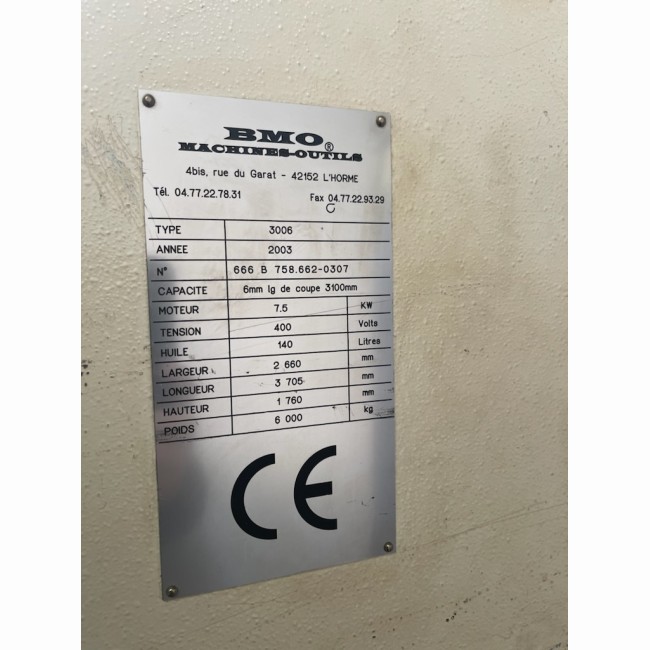 BMO®
MACHINES-OUTILS
4bis, rue du Garat - 42152 L'HORME
Tél. 04.77.22.78.31 Fax 04.77.22.93.29
TYPE 3006
ANNEE 2003
N° 666 B 758.662-0307
CAPACITE 6mm lg de coupe 3100mm
MOTEUR 7.5 KW
TENSION 400 Volts
HUILE 140 Litres
LARGEUR 2 660 mm
LONGUEUR 3 705 mm
HAUTEUR 1 760 mm
POIDS 6 000 kg
CE